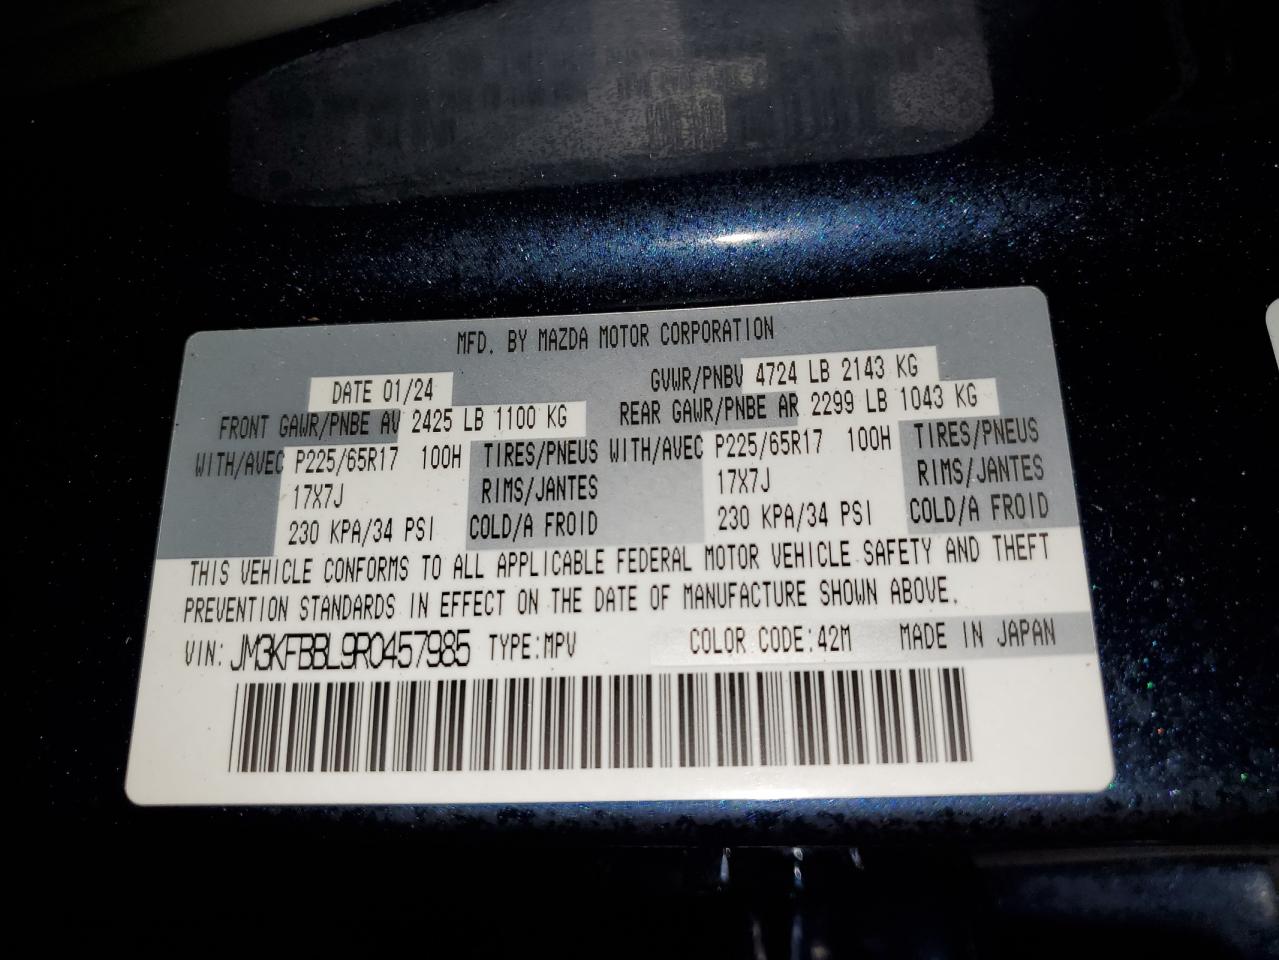 MFD. BY MAZDA MOTOR CORPORATION
DATE 01/24 GVWR/PNBV 4724 LB 2143 KG
FRONT GAWR/PNBE AV 2425 LB 1100 KG REAR GAWR/PNBE AR 2299 LB 1043 KG
WITH/AVEC P225/65R17 100H TIRES/PNEUS WITH/AVEC P225/65R17 100H TIRES/PNEUS
17X7J RIMS/JANTES 17X7J RIMS/JANTES
230 KPA/34 PSI COLD/A FROID 230 KPA/34 PSI COLD/A FROID
THIS VEHICLE CONFORMS TO ALL APPLICABLE FEDERAL MOTOR VEHICLE SAFETY AND THEFT
PREVENTION STANDARDS IN EFFECT ON THE DATE OF MANUFACTURE SHOWN ABOVE.
VIN: JM3KFBBL9R0457985 TYPE:MPV COLOR CODE:42M MADE IN JAPAN